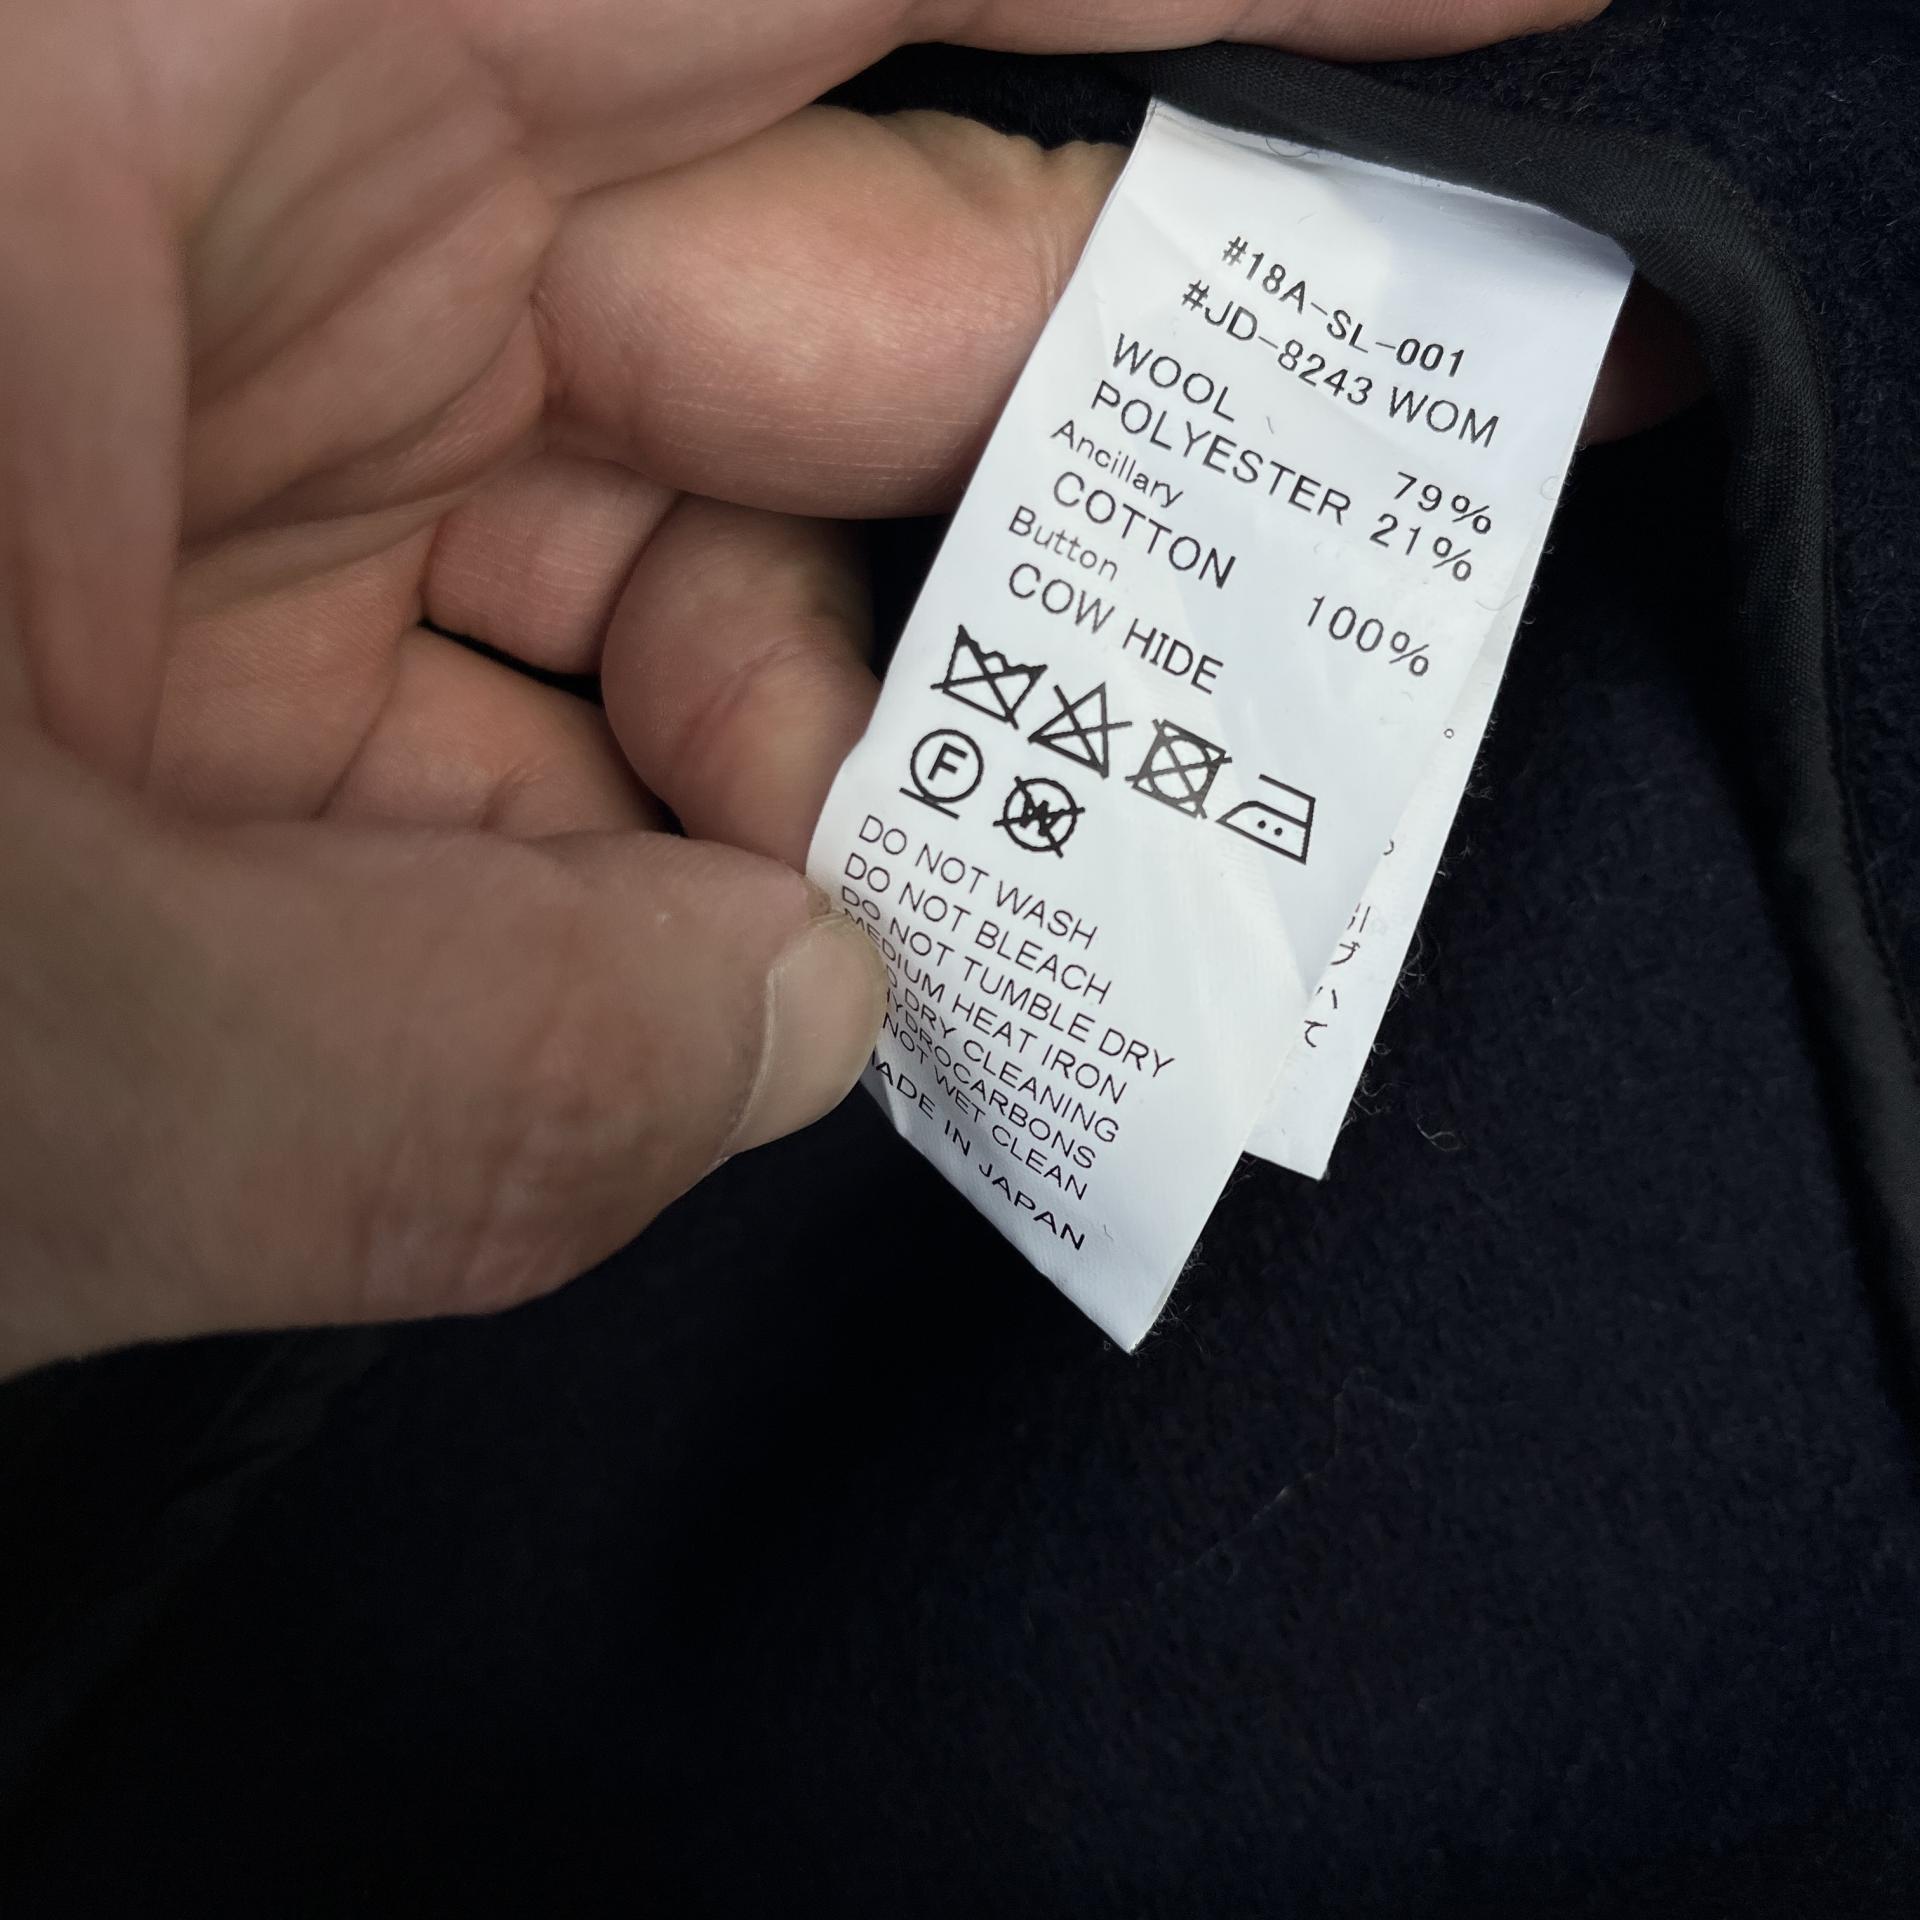 #18A-SL-001
#JD-8243 WOM
WOOL 79%
POLYESTER 21%
Ancillary
COTTON 100%
Button
COW HIDE
F
W
DO NOT WASH
DO NOT BLEACH
DO NOT TUMBLE DRY
MEDIUM HEAT IRON
DRY CLEANING
HYDROCARBONS
NOT WET CLEAN
MADE IN JAPAN